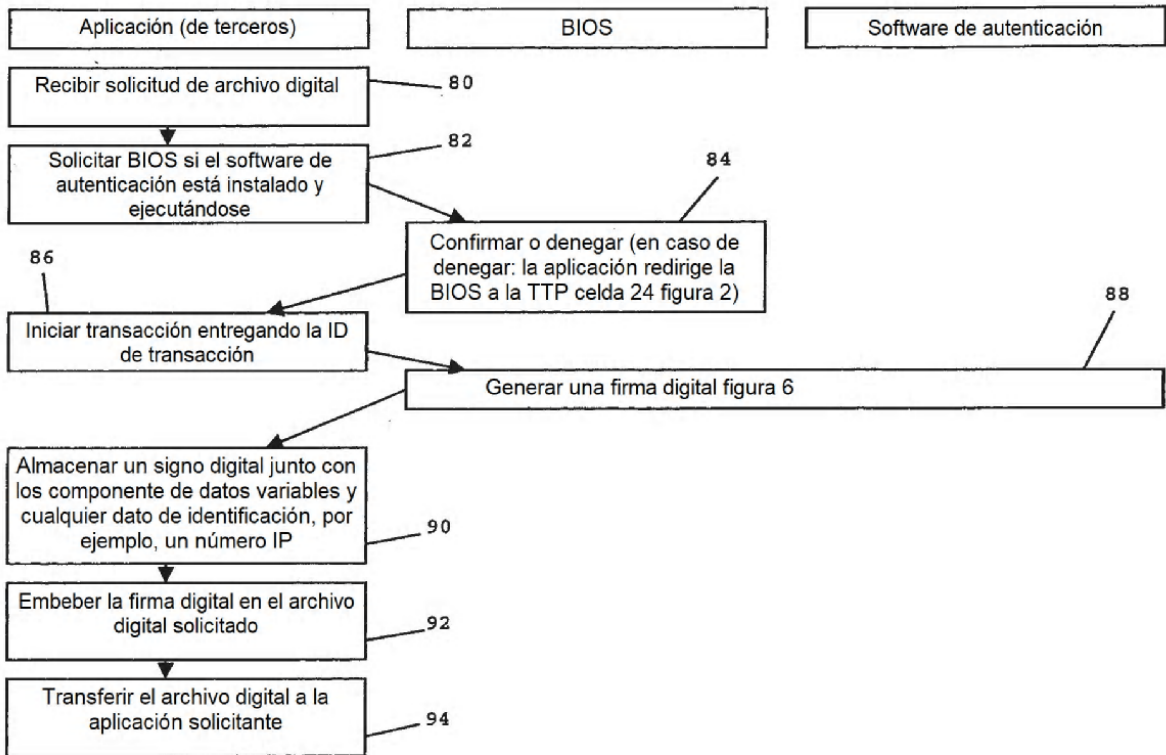 Aplicación (de terceros)
BIOS
Software de autenticación
Recibir solicitud de archivo digital
80
Solicitar BIOS si el software de
autenticación está instalado y
ejecutándose
82
84
Confirmar o denegar (en caso de
denegar: la aplicación redirige la
BIOS a la TTP celda 24 figura 2)
86
Iniciar transacción entregando la ID
de transacción
88
Generar una firma digital figura 6
Almacenar un signo digital junto con
los componente de datos variables y
cualquier dato de identificación, por
ejemplo, un número IP
90
Embeber la firma digital en el archivo
digital solicitado
92
Transferir el archivo digital a la
aplicación solicitante
94